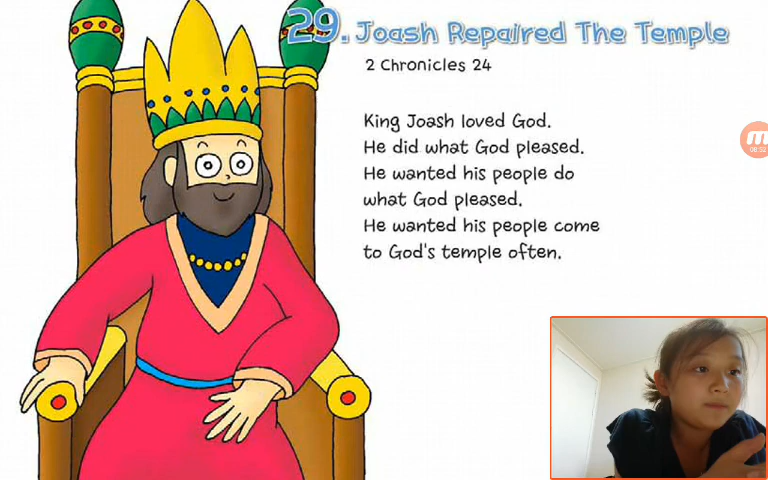 29. Joash Repaired The Temple
2 Chronicles 24
King Joash loved God.
He did what God pleased.
He wanted his people do
what God pleased.
He wanted his people come
to God's temple often.